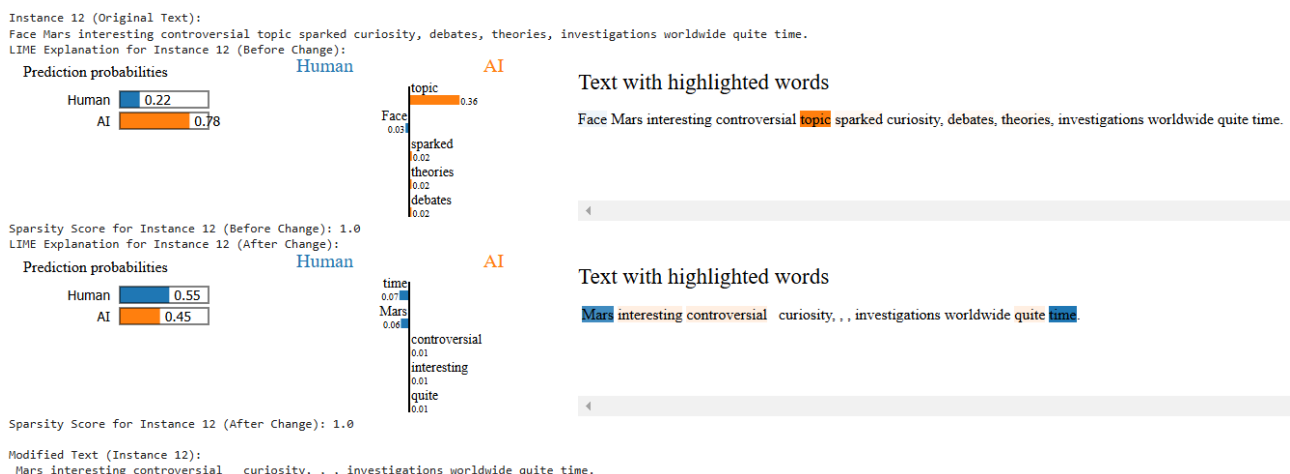 Instance 12 (Original Text):
Face Mars interesting controversial topic sparked curiosity, debates, theories, investigations worldwide quite time.
LIME Explanation for Instance 12 (Before Change):
Prediction probabilities
Human 0.22
AI 0.78
Human AI
topic
0.36
Face
0.03
sparked
0.02
theories
0.02
debates
0.02
Text with highlighted words
Face Mars interesting controversial topic sparked curiosity, debates, theories, investigations worldwide quite time.
Sparsity Score for Instance 12 (Before Change): 1.0
LIME Explanation for Instance 12 (After Change):
Prediction probabilities
Human 0.55
AI 0.45
Human AI
time
0.07
Mars
0.06
controversial
0.01
interesting
0.01
quite
0.01
Text with highlighted words
Mars interesting controversial curiosity, , , investigations worldwide quite time.
Sparsity Score for Instance 12 (After Change): 1.0
Modified Text (Instance 12):
Mars interesting controversial curiosity, , , investigations worldwide quite time.